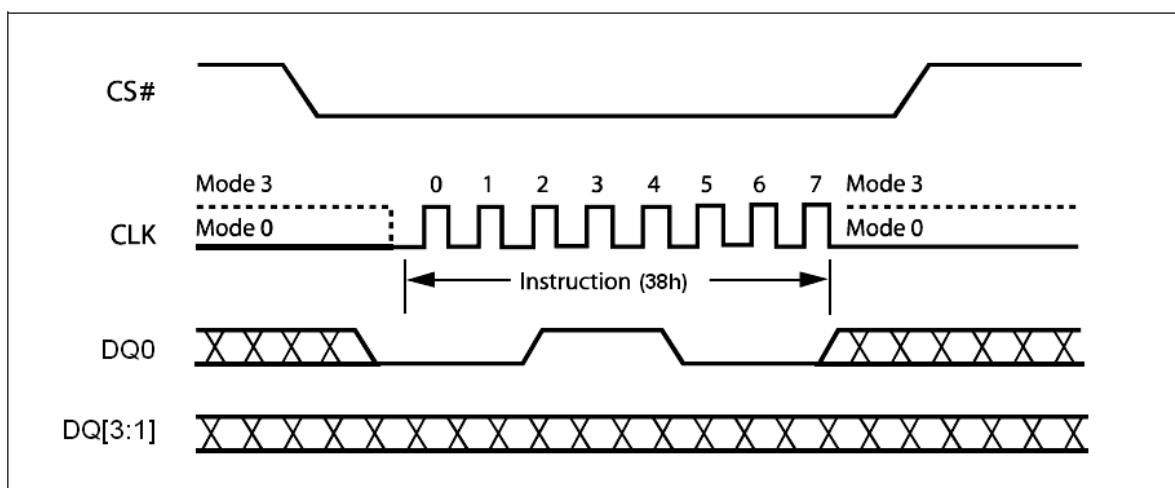 CS#
Mode 3 0 1 2 3 4 5 6 7 Mode 3
CLK Mode 0 Mode 0
Instruction (38h)
DQ0
DQ[3:1]